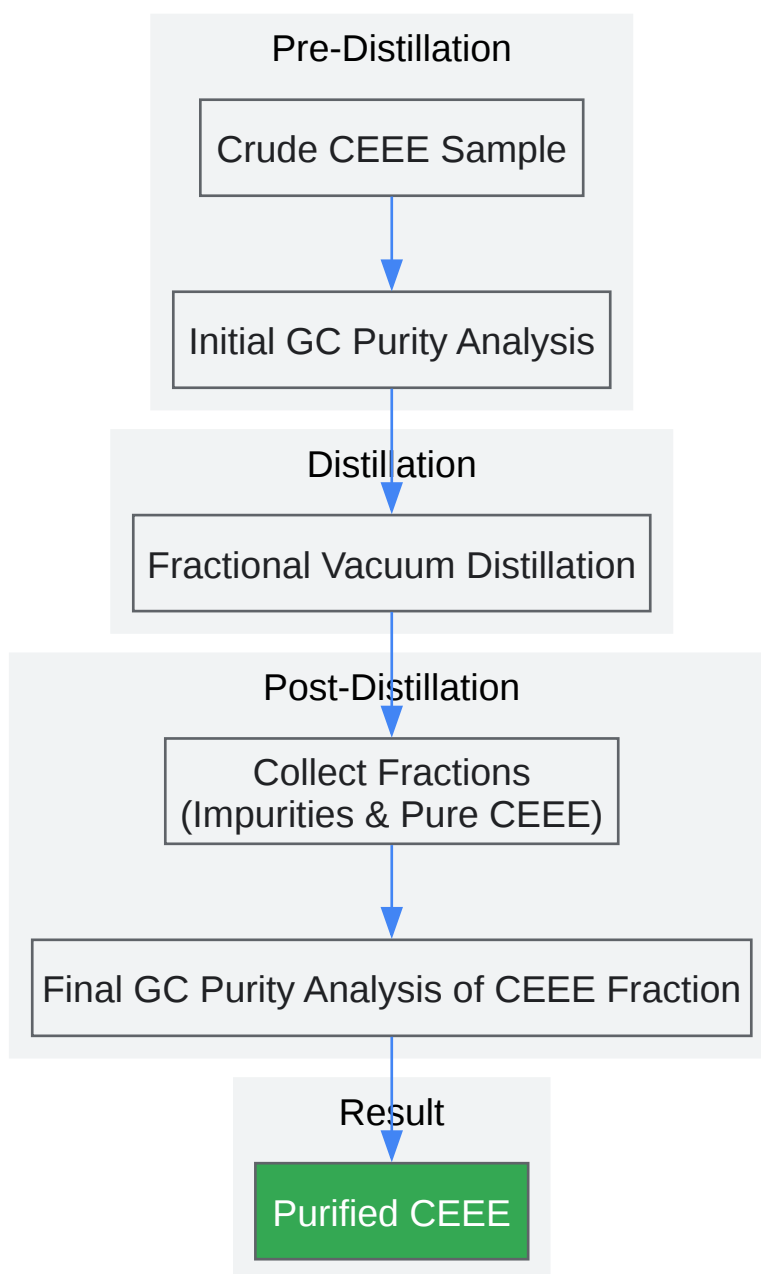 Pre-Distillation
Crude CEEE Sample
Initial GC Purity Analysis
Distillation
Fractional Vacuum Distillation
Post-Distillation
Collect Fractions
(Impurities & Pure CEEE)
Final GC Purity Analysis of CEEE Fraction
Result
Purified CEEE